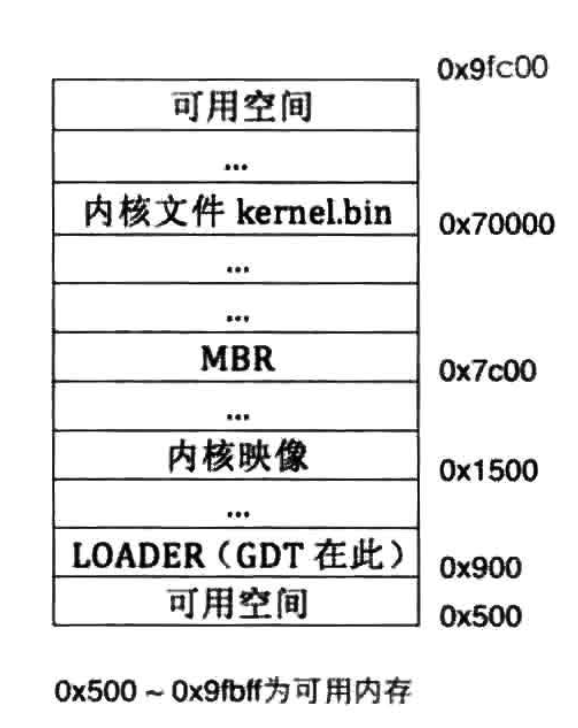 0x9fc00
可用空间
...
内核文件 kernel.bin
0x70000
...
...
MBR
0x7c00
...
内核映像
0x1500
...
LOADER（GDT 在此）
0x900
可用空间
0x500
0x500 ~ 0x9fbff为可用内存